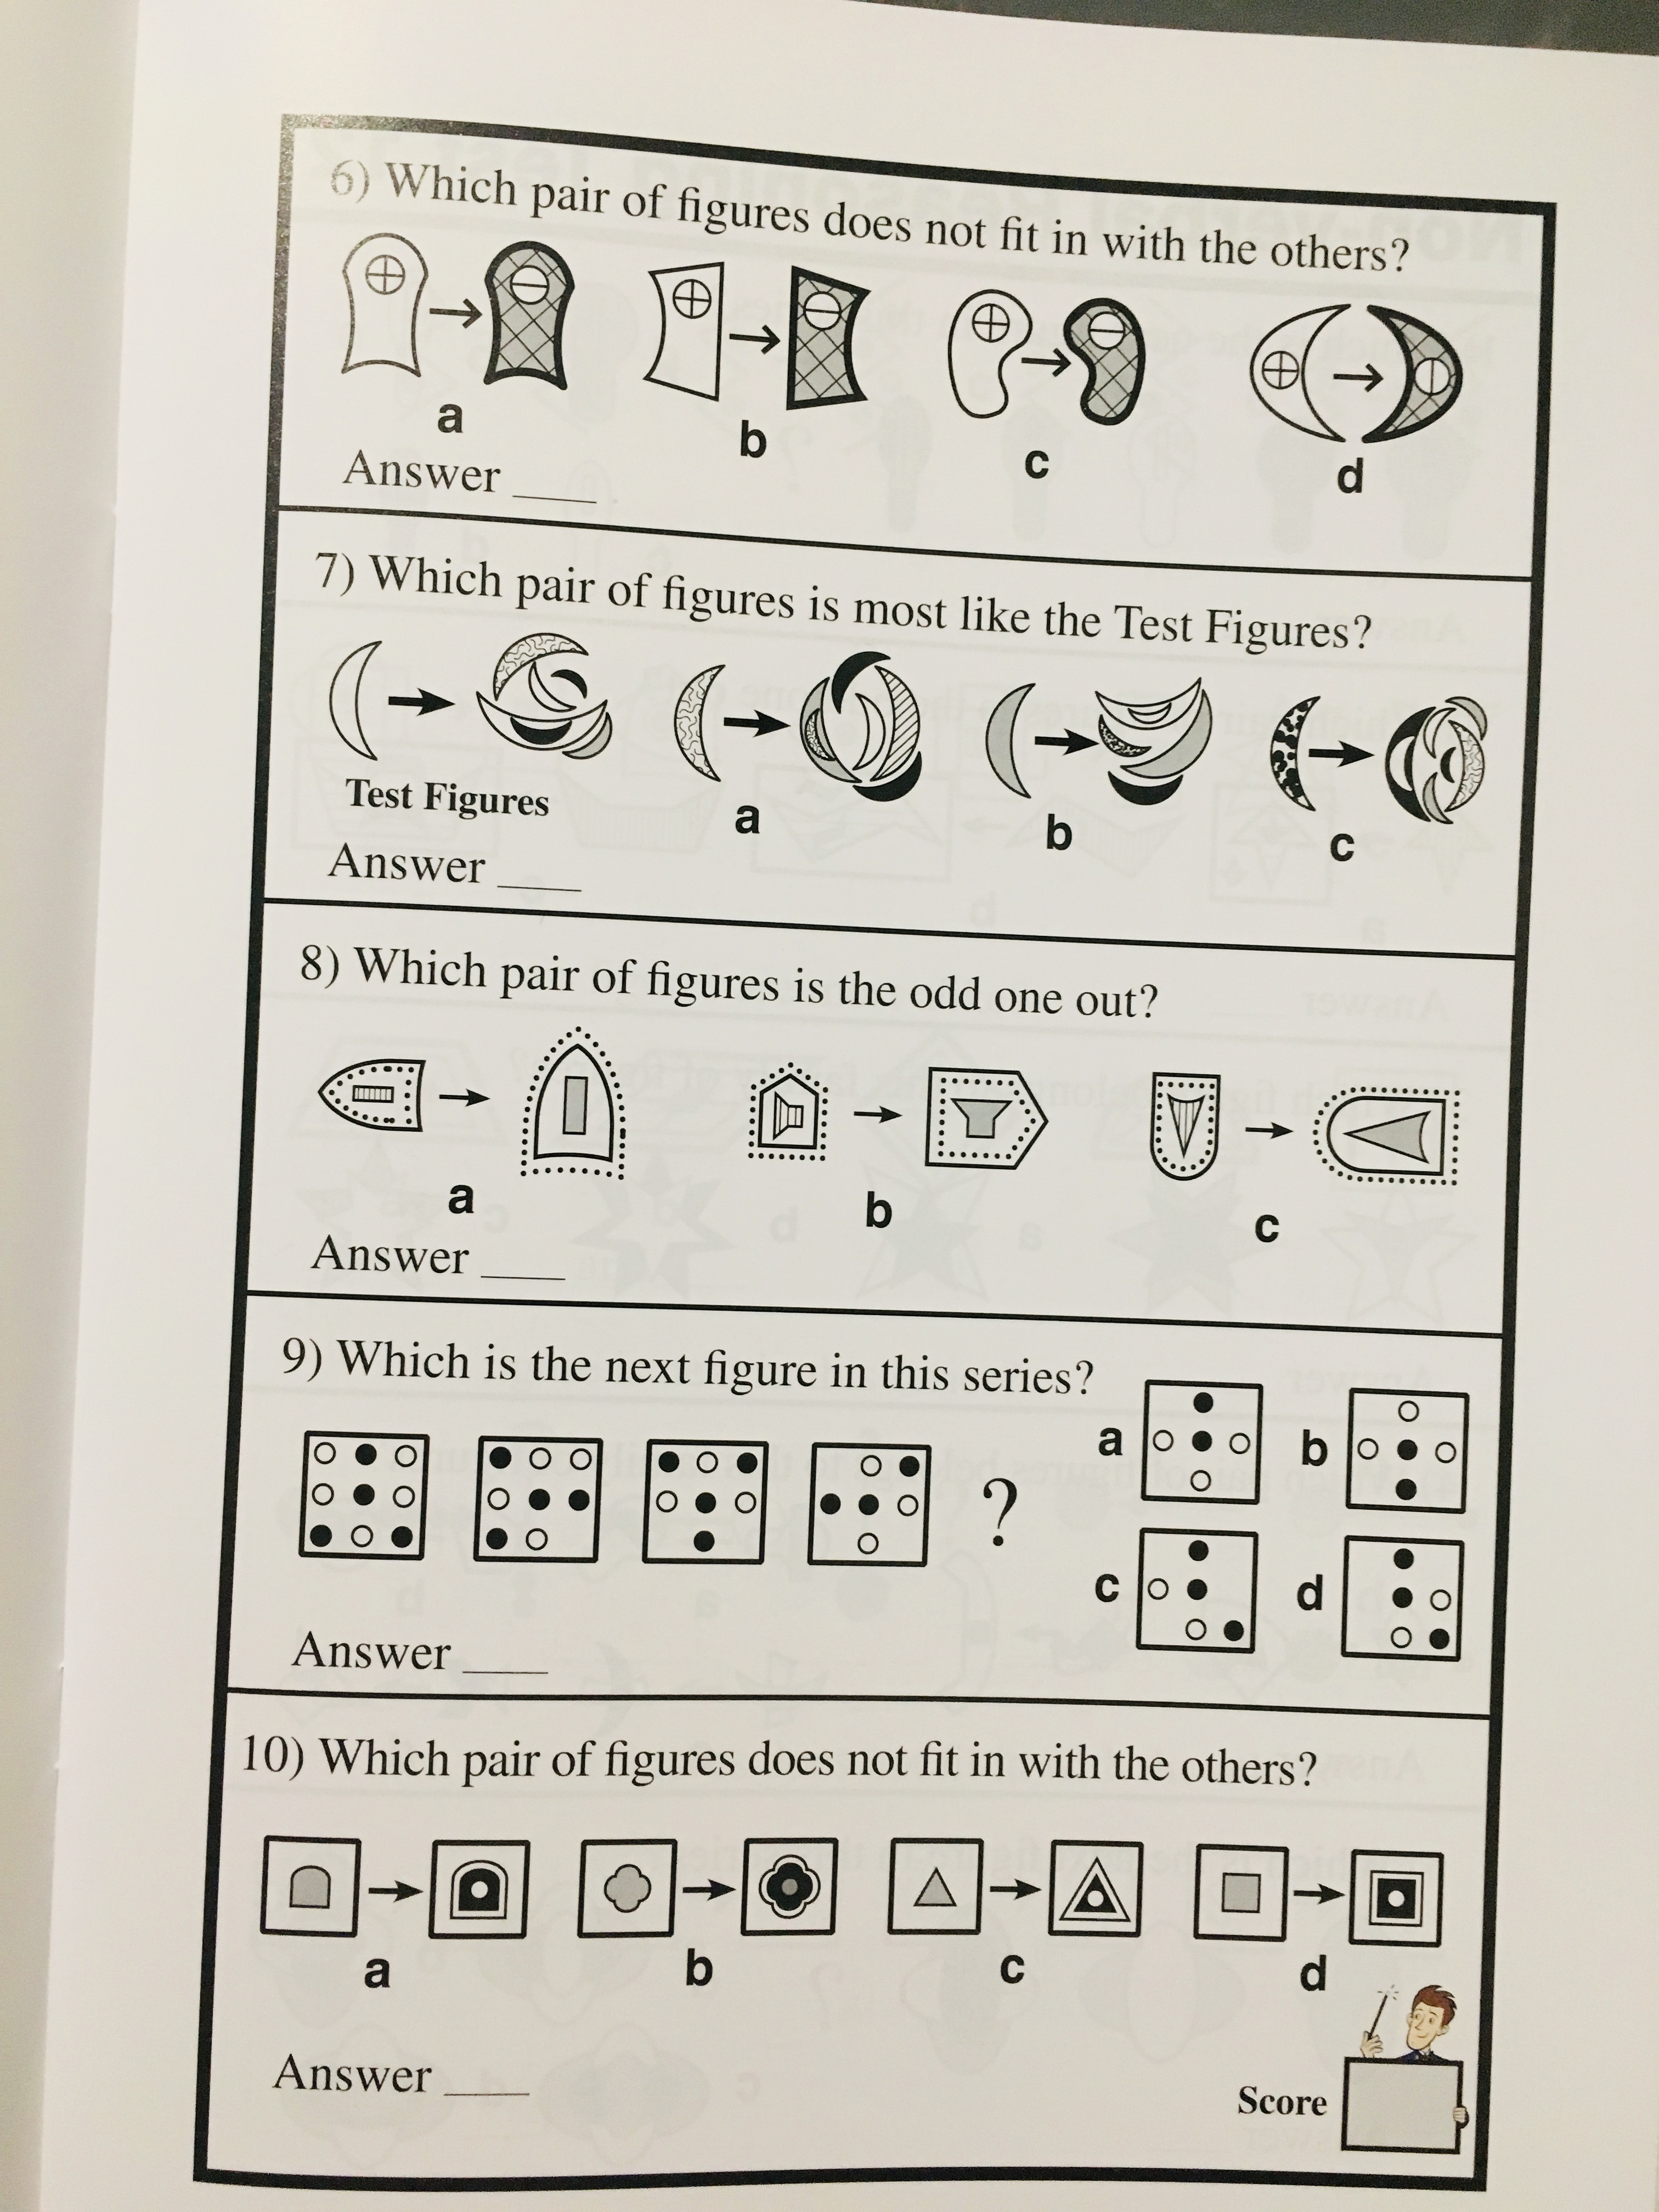 6) Which pair of figures does not fit in with the others?
a b c d
Answer ____
7) Which pair of figures is most like the Test Figures?
Test Figures a b c
Answer ____
8) Which pair of figures is the odd one out?
a b c
Answer ____
9) Which is the next figure in this series?
a b
? c d
Answer ____
10) Which pair of figures does not fit in with the others?
a b c d
Answer ____
Score